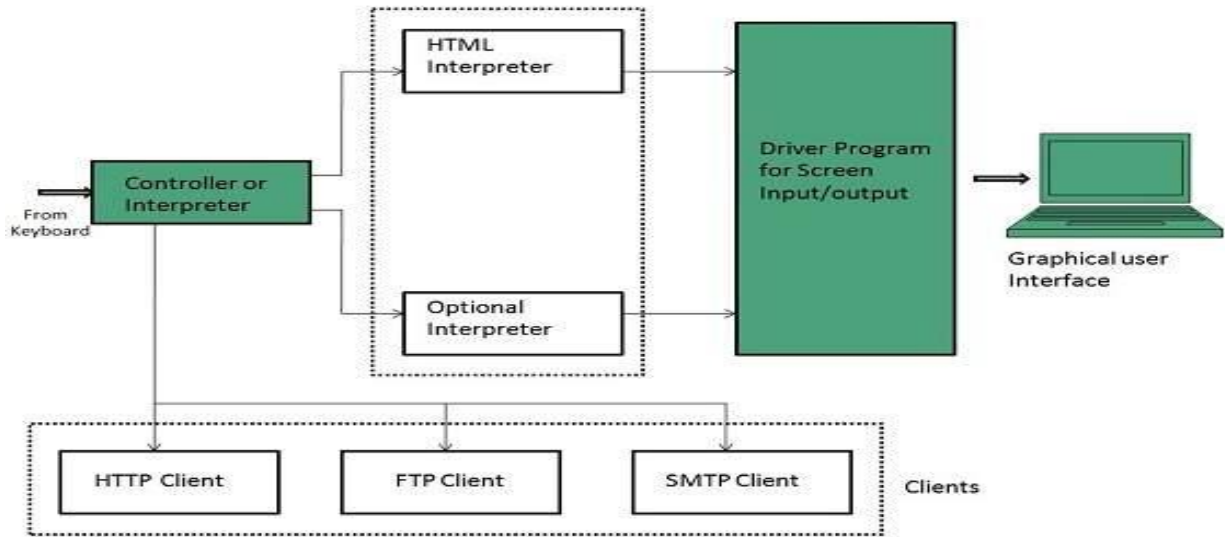 HTML
Interpreter
Controller or
Interpreter
From
Keyboard
Driver Program
for Screen
Input/output
Graphical user
Interface
Optional
Interpreter
HTTP Client
FTP Client
SMTP Client
Clients